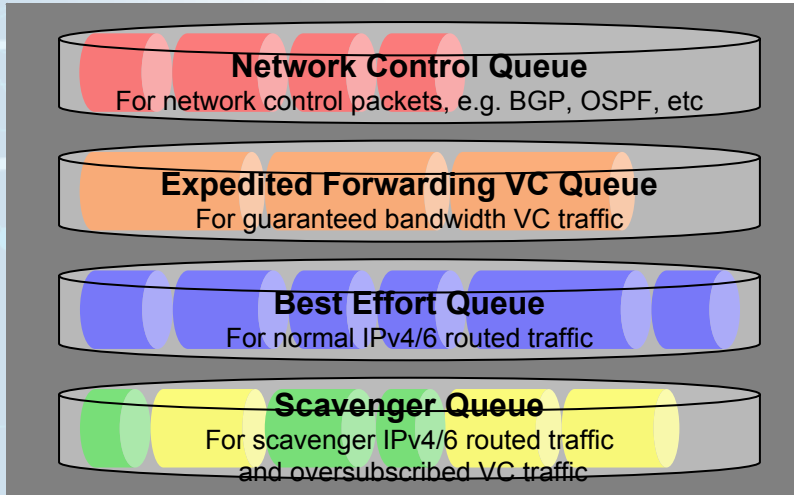 Network Control Queue
For network control packets, e.g. BGP, OSPF, etc
Expedited Forwarding VC Queue
For guaranteed bandwidth VC traffic
Best Effort Queue
For normal IPv4/6 routed traffic
Scavenger Queue
For scavenger IPv4/6 routed traffic
and oversubscribed VC traffic